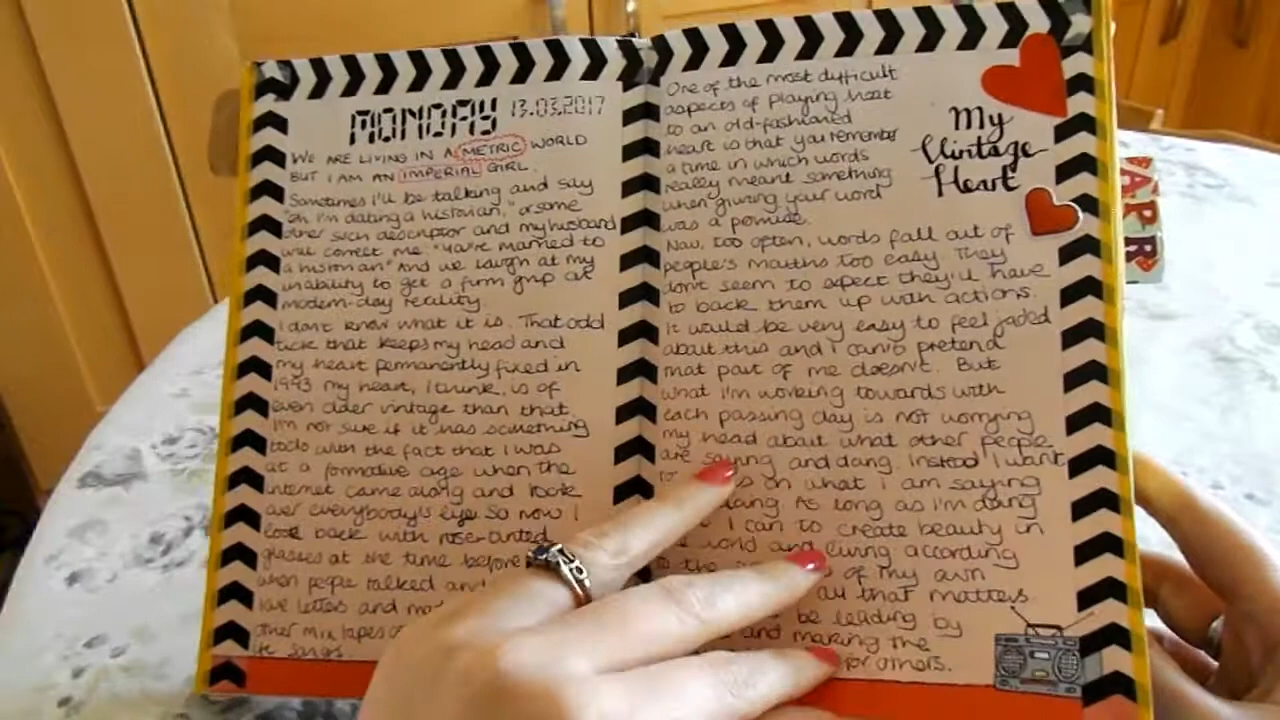 MONDAY 13.03.2017
WE ARE LIVING IN A METRIC WORLD
BUT I AM AN IMPERIAL GIRL.
Sometimes I'll be talking and say
"oh I'm dating a historian," or some
other such descriptor and my husband
will correct me: "You're married to
a historian" And we laugh at my
inability to get a firm grip on
modern-day reality.
I don't know what it is. That odd
tick that keeps my head and
my heart permanently fixed in
1993 my heart, I think, is of
even older vintage than that.
I'm not sure if it has something
to do with the fact that I was
at a formative age when the
internet came along and took
over everybody's eyes so now I
look back with rose-tinted
glasses at the time before
when people talked and
love letters and
other mix tapes of
songs.
One of the most difficult
aspects of playing host
to an old-fashioned
heart is that you remember
a time in which words
really meant something
when giving your word
was a promise.
My
Vintage
Heart
Now, too often, words fall out of
people's mouths too easy. They
don't seem to expect they'll have
to back them up with actions.
It would be very easy to feel jaded
about this and I can't pretend
that part of me doesn't. But
what I'm working towards with
each passing day is not worrying
my head about what other people
are saying and doing. Instead I want
on what I am saying
doing. As long as I'm doing
I can to create beauty in
world and living according
to the of my own
all that matters
be leading by
and making the
for others.